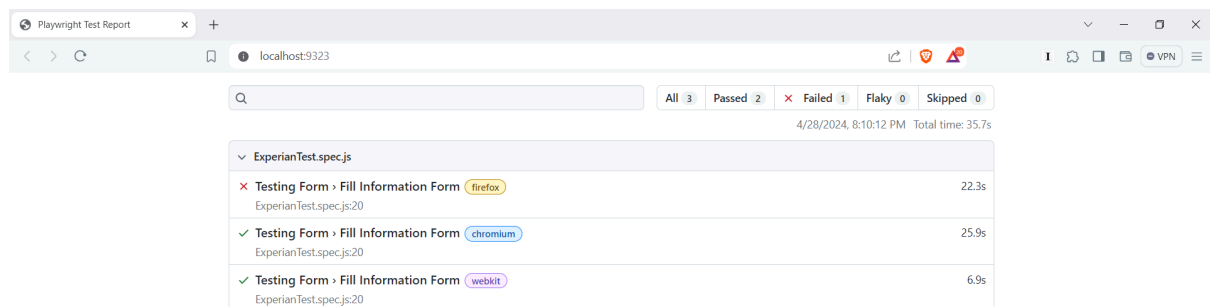 Playwright Test Report
localhost:9323
VPN
All 3 Passed 2 Failed 1 Flaky 0 Skipped 0
4/28/2024, 8:10:12 PM Total time: 35.7s
ExperianTest.spec.js
Testing Form › Fill Information Form firefox 22.3s
ExperianTest.spec.js:20
Testing Form › Fill Information Form chromium 25.9s
ExperianTest.spec.js:20
Testing Form › Fill Information Form webkit 6.9s
ExperianTest.spec.js:20